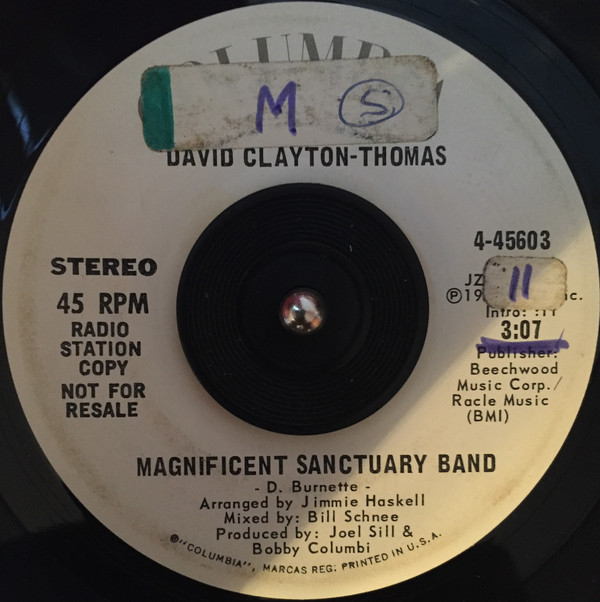 M S
DAVID CLAYTON-THOMAS
4-45603
STEREO
45 RPM
RADIO
STATION
COPY
NOT FOR
RESALE
JZ
℗19 11 c.
Intro: :11
3:07
Publisher:
Beechwood
Music Corp./
Racle Music
(BMI)
MAGNIFICENT SANCTUARY BAND
- D. Burnette -
Arranged by Jimmie Haskell
Mixed by: Bill Schnee
Produced by: Joel Sill &
Bobby Columbi
®"COLUMBIA", MARCAS REG. PRINTED IN U.S.A.